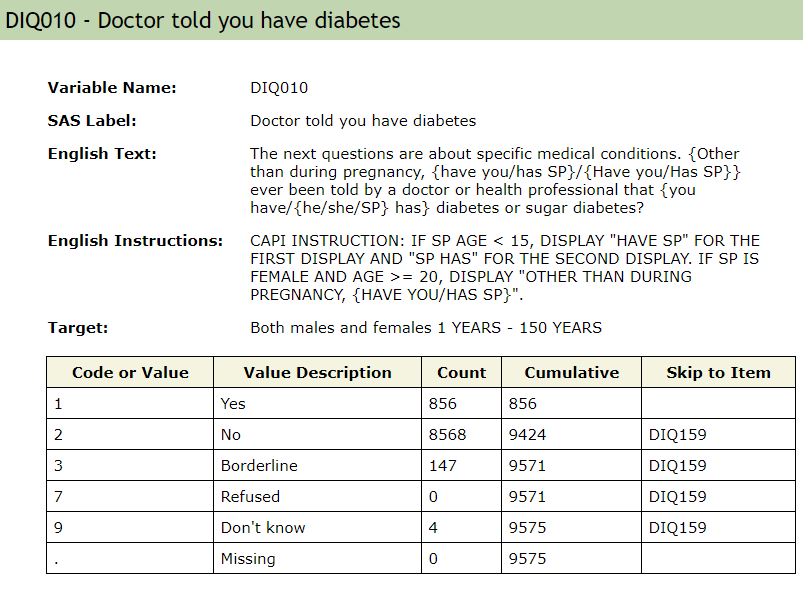 DIQ010 - Doctor told you have diabetes
Variable Name: DIQ010
SAS Label: Doctor told you have diabetes
English Text: The next questions are about specific medical conditions. {Other
than during pregnancy, {have you/has SP}/{Have you/Has SP}}
ever been told by a doctor or health professional that {you
have/{he/she/SP} has} diabetes or sugar diabetes?
English Instructions: CAPI INSTRUCTION: IF SP AGE < 15, DISPLAY "HAVE SP" FOR THE
FIRST DISPLAY AND "SP HAS" FOR THE SECOND DISPLAY. IF SP IS
FEMALE AND AGE >= 20, DISPLAY "OTHER THAN DURING
PREGNANCY, {HAVE YOU/HAS SP}".
Target: Both males and females 1 YEARS - 150 YEARS
Code or Value Value Description Count Cumulative Skip to Item
1 Yes 856 856
2 No 8568 9424 DIQ159
3 Borderline 147 9571 DIQ159
7 Refused 0 9571 DIQ159
9 Don't know 4 9575 DIQ159
. Missing 0 9575